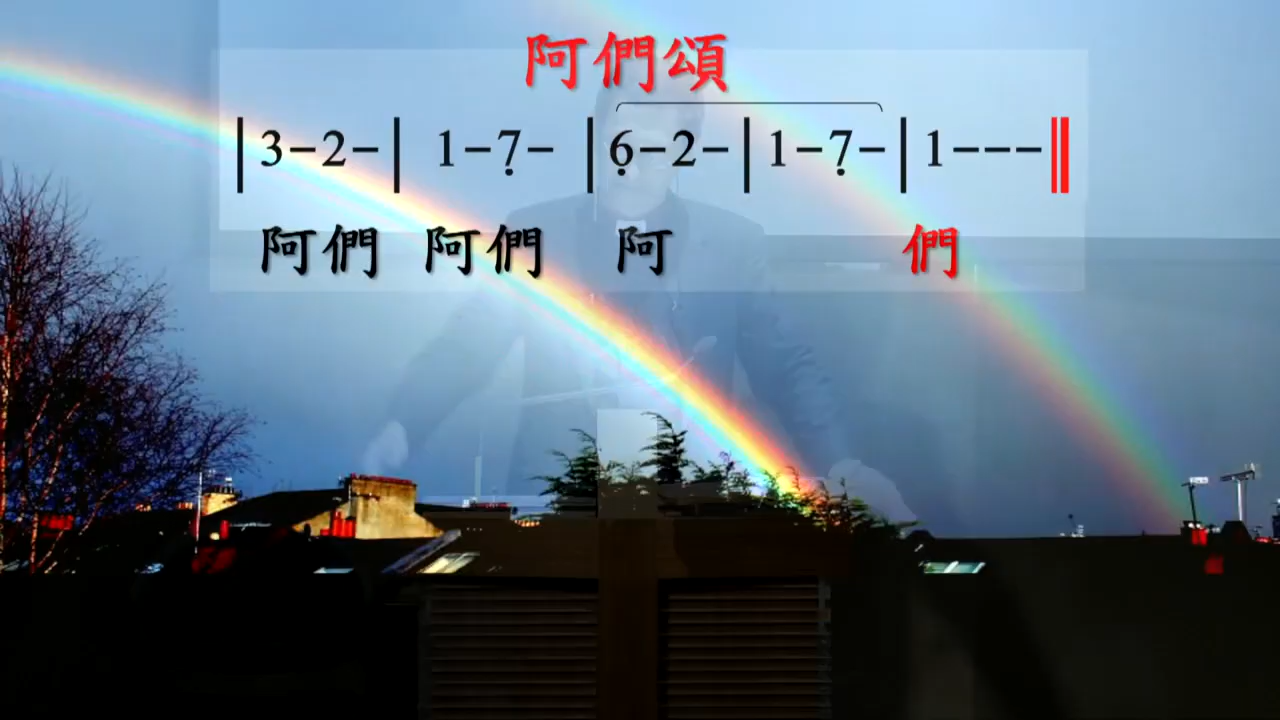 阿們頌
|3-2-| 1-7̣- |6̣-2-|1-7̣-|1---‖
阿們 阿們 阿 們